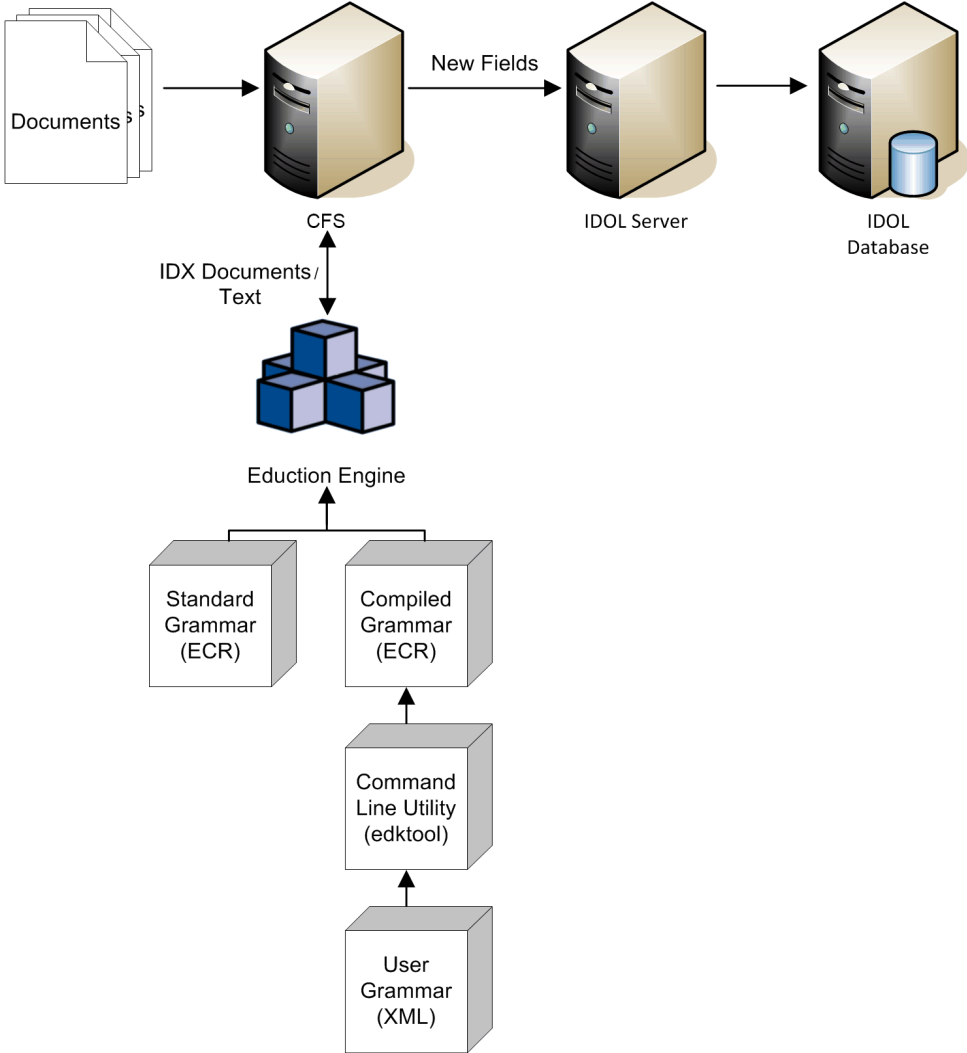 Documents
s
New Fields
CFS
IDOL Server
IDOL
Database
IDX Documents/
Text
Eduction Engine
Standard
Grammar
(ECR)
Compiled
Grammar
(ECR)
Command
Line Utility
(edktool)
User
Grammar
(XML)